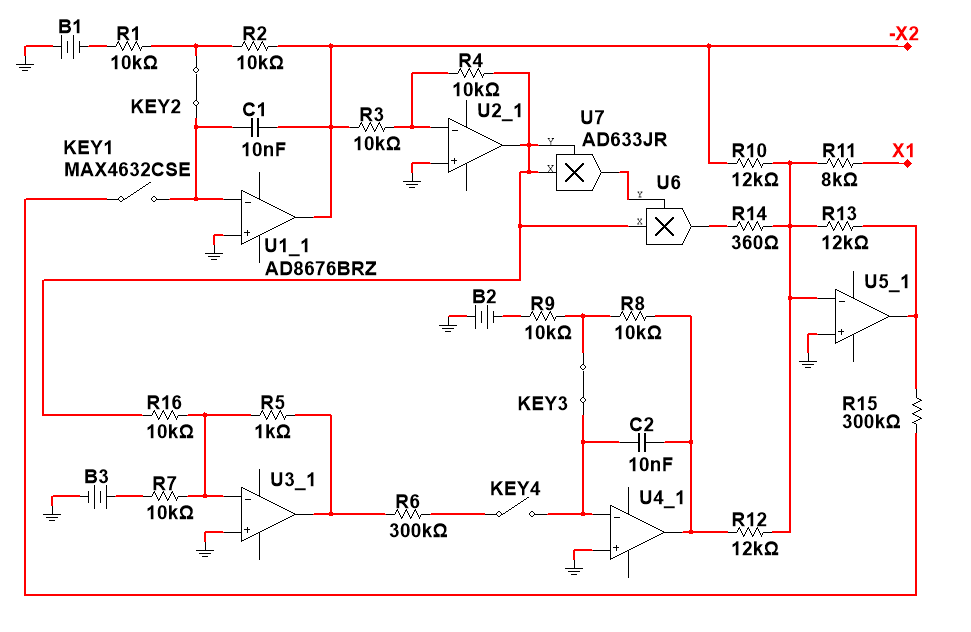 B1
R1
10kΩ
R2
10kΩ
-X2
KEY2
C1
10nF
R3
10kΩ
R4
10kΩ
U2_1
U7
AD633JR
Y
X
U6
Y
X
KEY1
MAX4632CSE
U1_1
AD8676BRZ
R10
12kΩ
R11
8kΩ
X1
R14
360Ω
R13
12kΩ
U5_1
B2
R9
10kΩ
R8
10kΩ
KEY3
C2
10nF
R15
300kΩ
R16
10kΩ
R5
1kΩ
B3
R7
10kΩ
U3_1
R6
300kΩ
KEY4
U4_1
R12
12kΩ